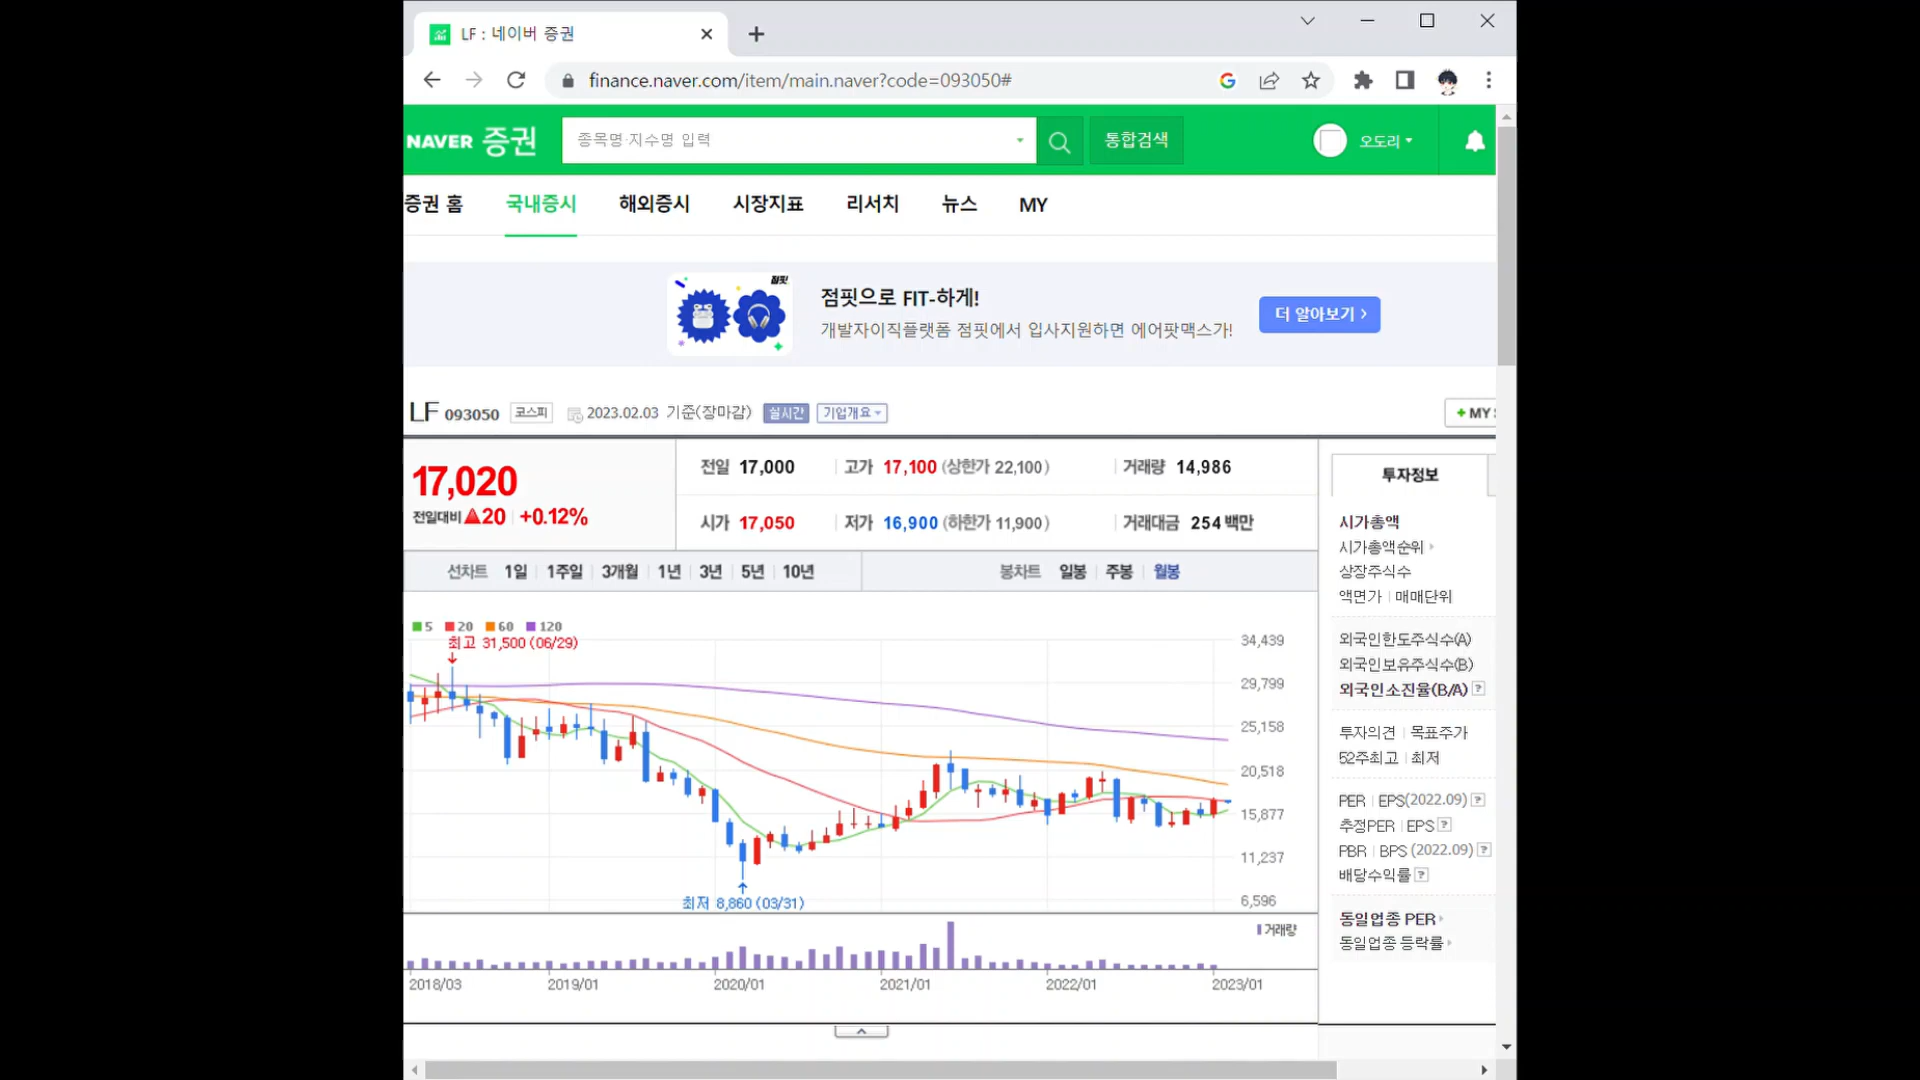 LF : 네이버 증권
finance.naver.com/item/main.naver?code=093050#
NAVER 증권
종목명·지수명 입력
통합검색
오도리
증권 홈 국내증시 해외증시 시장지표 리서치 뉴스 MY
점핏
점핏으로 FIT-하게!
개발자이직플랫폼 점핏에서 입사지원하면 에어팟맥스가!
더 알아보기 >
LF 093050 코스피 2023.02.03 기준(장마감) 실시간 기업개요
+ MY
17,020
전일대비 ▲20 +0.12%
전일 17,000 고가 17,100 (상한가 22,100) 거래량 14,986
시가 17,050 저가 16,900 (하한가 11,900) 거래대금 254 백만
선차트 1일 1주일 3개월 1년 3년 5년 10년
봉차트 일봉 주봉 월봉
5 20 60 120
최고 31,500 (06/29)
34,439
29,799
25,158
20,518
15,877
11,237
6,596
최저 8,860 (03/31)
거래량
2018/03 2019/01 2020/01 2021/01 2022/01 2023/01
투자정보
시가총액
시가총액순위
상장주식수
액면가 | 매매단위
외국인한도주식수(A)
외국인보유주식수(B)
외국인소진율(B/A) ?
투자의견 | 목표주가
52주최고 | 최저
PER | EPS(2022.09) ?
추정PER | EPS ?
PBR | BPS (2022.09) ?
배당수익률 ?
동일업종 PER
동일업종 등락률